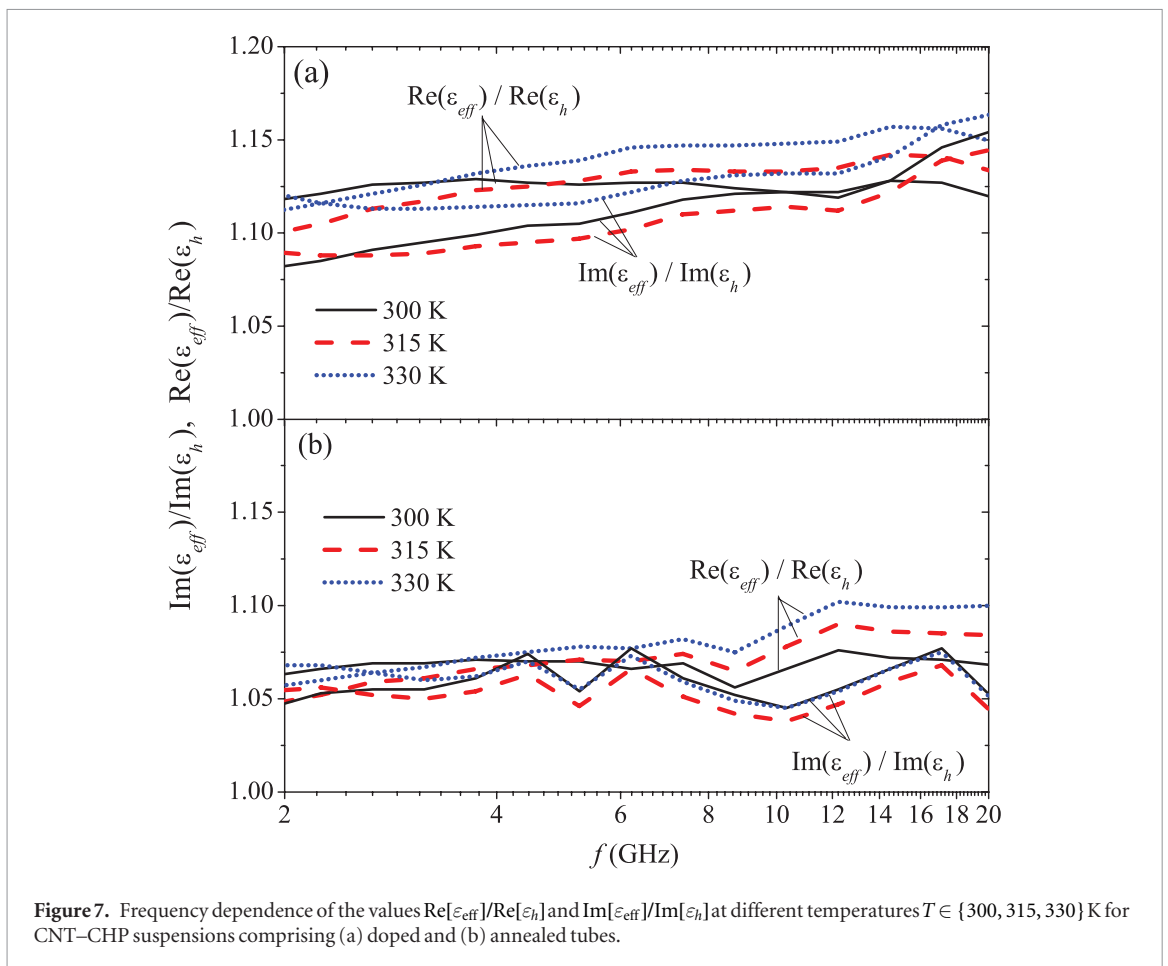 1.20
(a)
Re(ε_eff) / Re(ε_h)
1.15
1.10
Im(ε_eff) / Im(ε_h)
300 K
1.05
315 K
330 K
1.00
Im(ε_eff)/Im(ε_h), Re(ε_eff)/Re(ε_h)
(b)
1.15
300 K
315 K
330 K
Re(ε_eff) / Re(ε_h)
1.10
1.05
Im(ε_eff) / Im(ε_h)
1.00
2 4 6 8 10 12 14 16 18 20
f (GHz)
Figure 7. Frequency dependence of the values Re[ε_eff]/Re[ε_h] and Im[ε_eff]/Im[ε_h] at different temperatures T ∈ {300, 315, 330} K for
CNT–CHP suspensions comprising (a) doped and (b) annealed tubes.